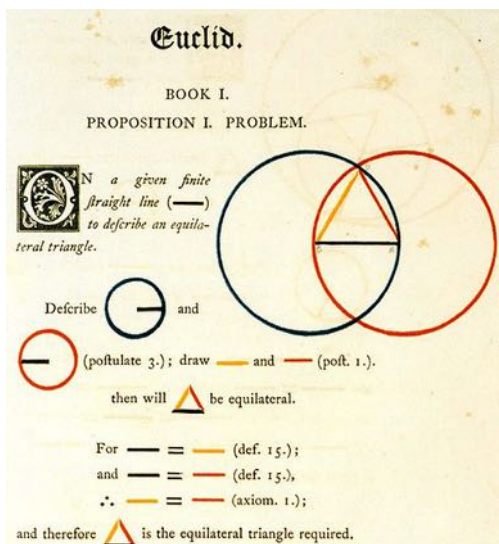 Euclid.
BOOK I.
PROPOSITION I. PROBLEM.
ON a given finite
ſtraight line ( )
to deſcribe an equila-
teral triangle.
Deſcribe and
(poſtulate 3.); draw and (poſt. 1.).
then will be equilateral.
For = (def. 15.);
and = (def. 15.),
∴ = (axiom. 1.);
and therefore is the equilateral triangle required.